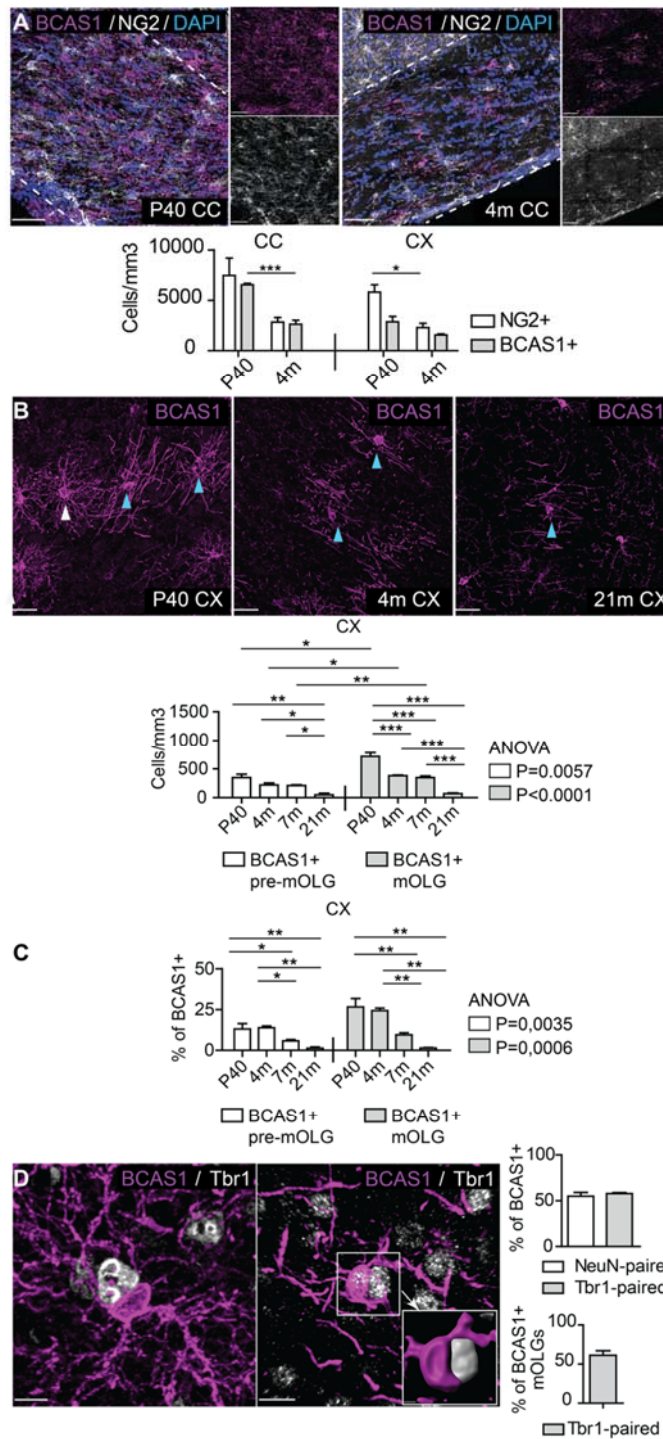 A
BCAS1 / NG2 / DAPI
P40 CC
4m CC
CC
CX
Cells/mm3
10000
5000
0
***
*
P40
4m
P40
4m
NG2+
BCAS1+
B
BCAS1
BCAS1
BCAS1
P40 CX
4m CX
21m CX
CX
*
*
**
**
*
*
***
***
***
***
***
Cells/mm3
1500
1000
500
0
P40
4m
7m
21m
P40
4m
7m
21m
ANOVA
P=0.0057
P<0.0001
BCAS1+
pre-mOLG
BCAS1+
mOLG
C
CX
**
*
**
*
**
**
**
**
% of BCAS1+
50
25
0
P40
4m
7m
21m
P40
4m
7m
21m
ANOVA
P=0,0035
P=0,0006
BCAS1+
pre-mOLG
BCAS1+
mOLG
D
BCAS1 / Tbr1
BCAS1 / Tbr1
% of BCAS1+
100
50
0
NeuN-paire
Tbr1-paired
% of BCAS1+
mOLGs
100
50
0
Tbr1-paired